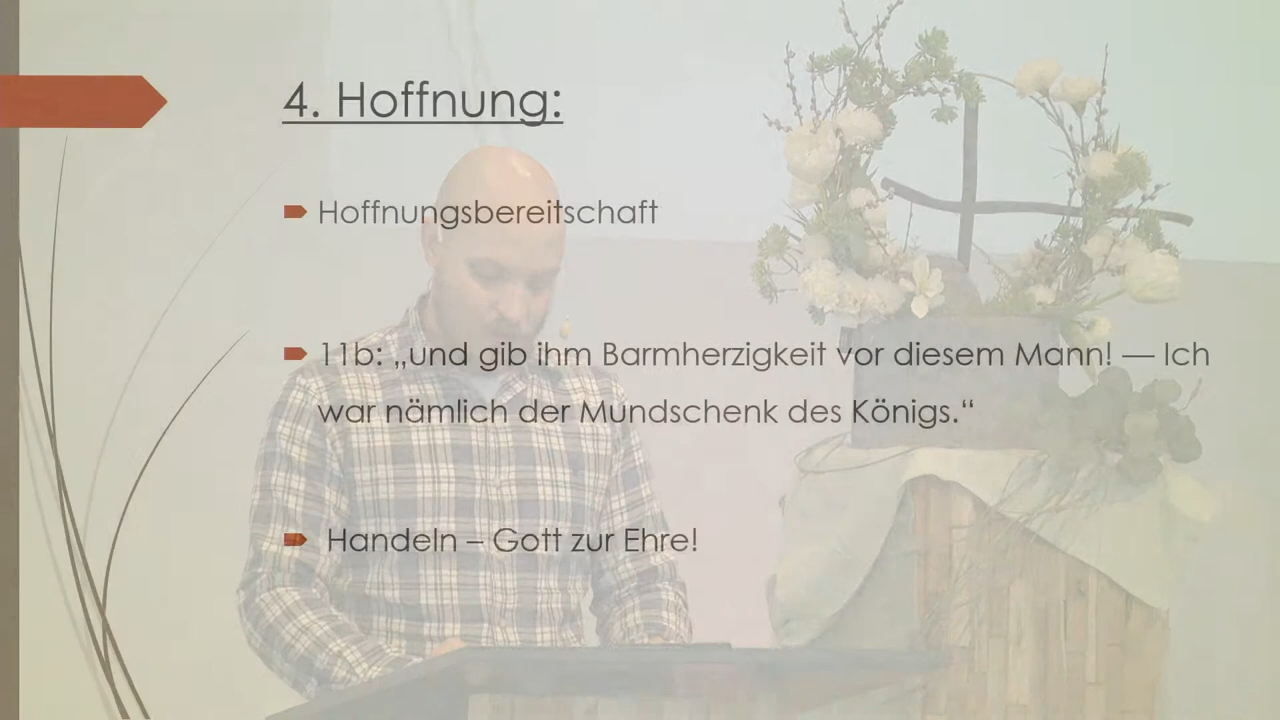 4. Hoffnung:
Hoffnungsbereitschaft
11b: „und gib ihm Barmherzigkeit vor diesem Mann! — Ich
war nämlich der Mundschenk des Königs.“
Handeln – Gott zur Ehre!